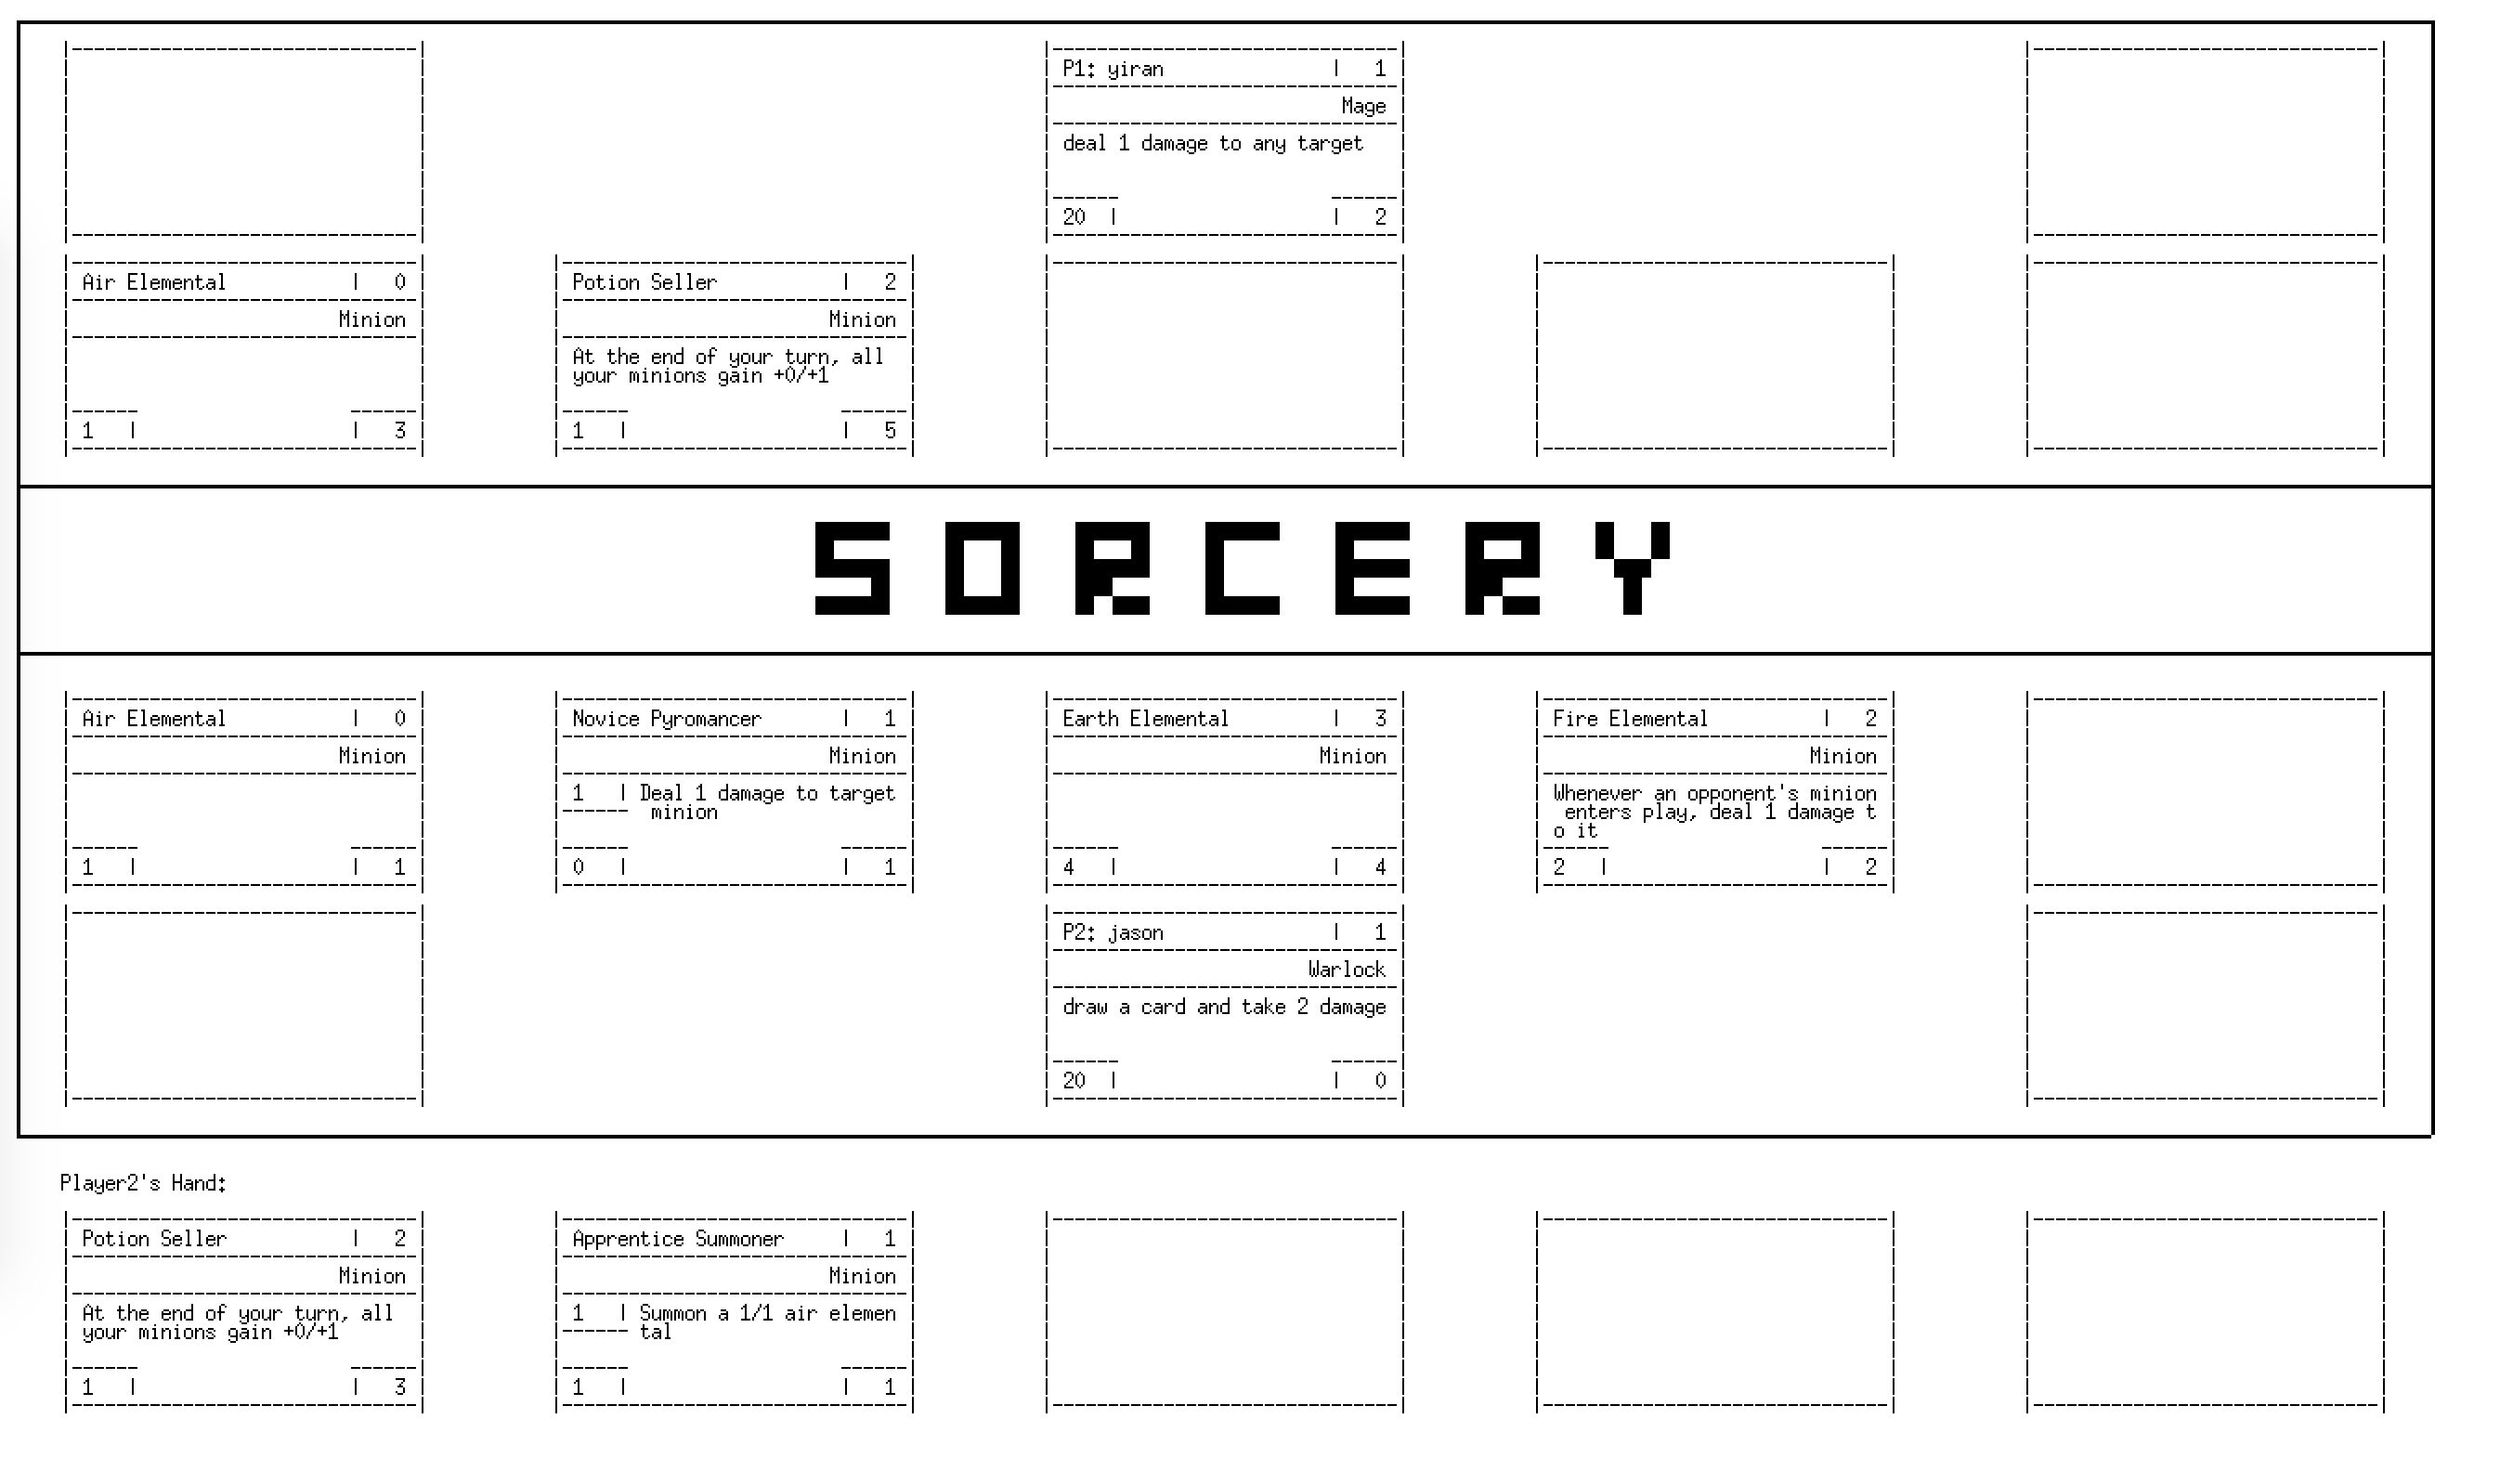 P1: yiran | 1
Mage
deal 1 damage to any target
20 | | 2
Air Elemental | 0
Minion
1 | | 3
Potion Seller | 2
Minion
At the end of your turn, all
your minions gain +0/+1
1 | | 5
SORCERY
Air Elemental | 0
Minion
1 | | 1
Novice Pyromancer | 1
Minion
1 | Deal 1 damage to target
minion
0 | | 1
Earth Elemental | 3
Minion
4 | | 4
Fire Elemental | 2
Minion
Whenever an opponent's minion
enters play, deal 1 damage t
o it
2 | | 2
P2: jason | 1
Warlock
draw a card and take 2 damage
20 | | 0
Player2's Hand:
Potion Seller | 2
Minion
At the end of your turn, all
your minions gain +0/+1
1 | | 3
Apprentice Summoner | 1
Minion
1 | Summon a 1/1 air elemen
tal
1 | | 1